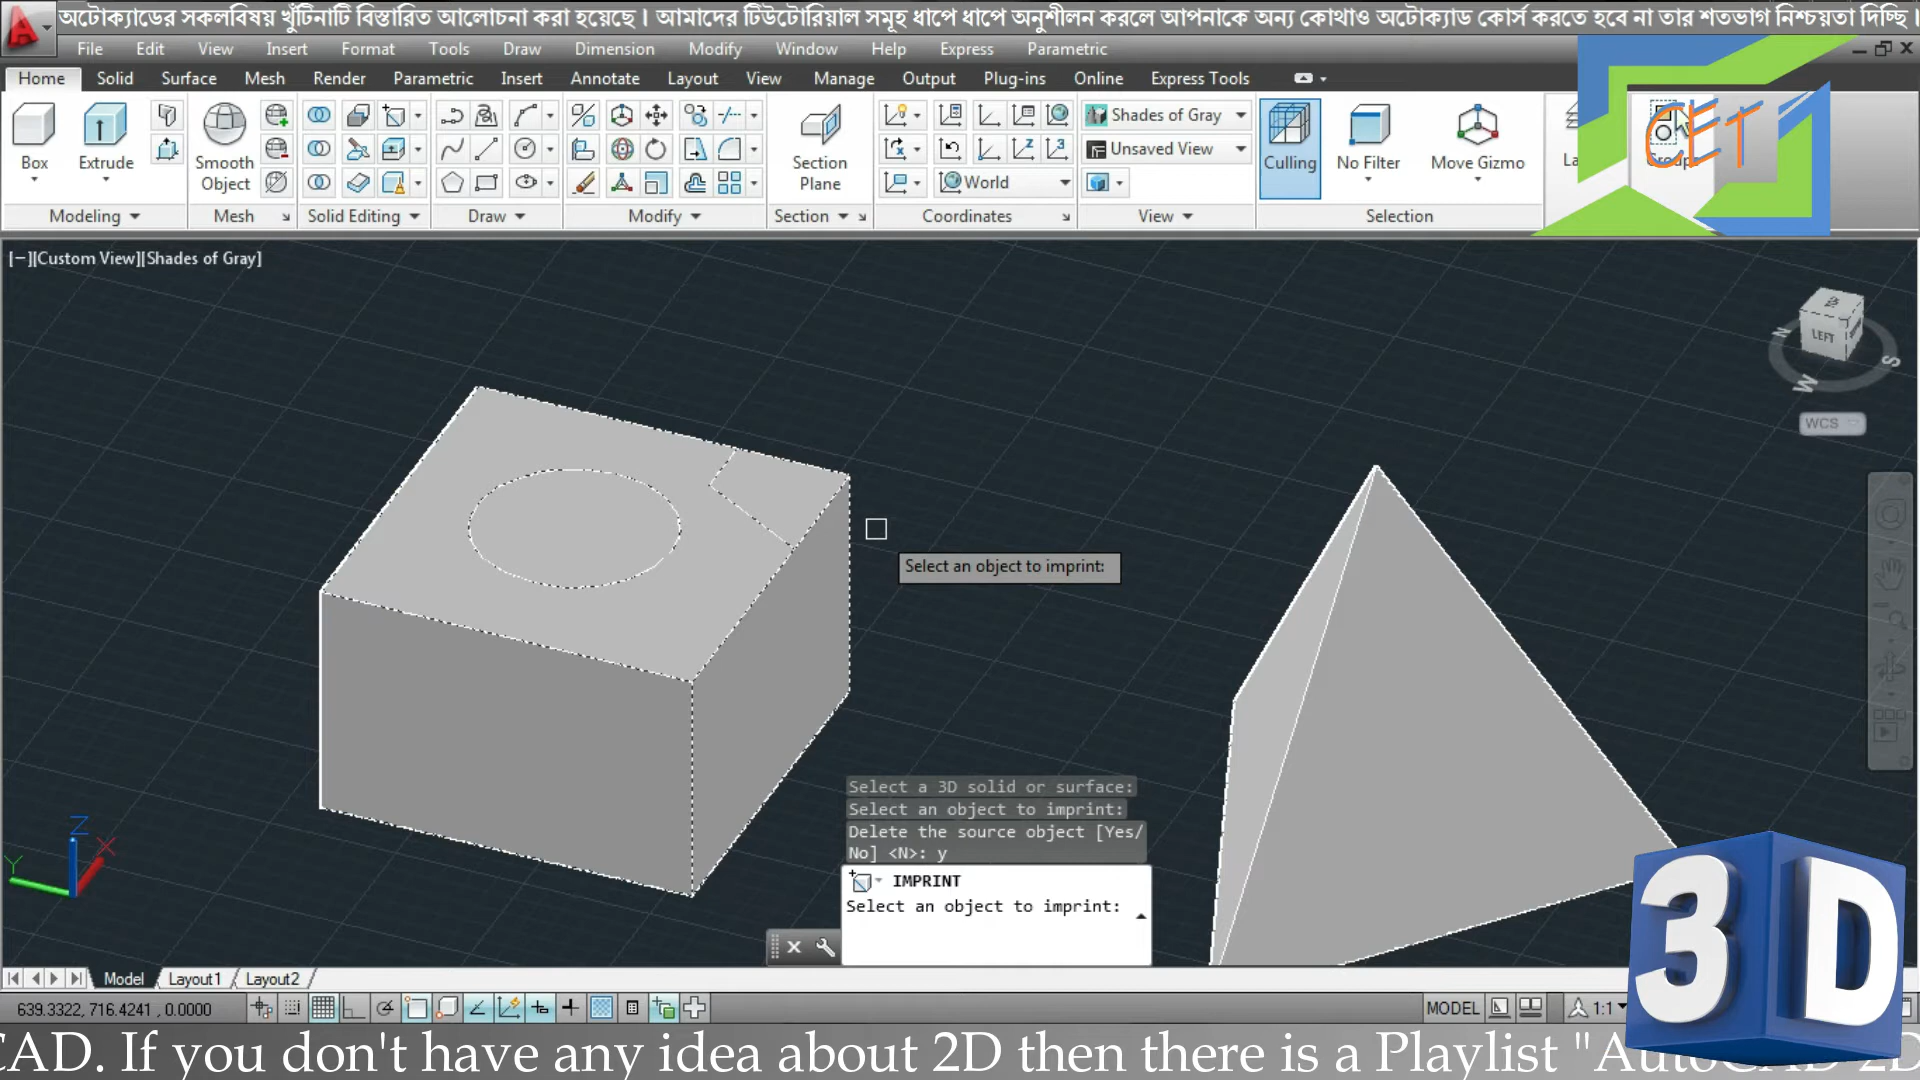 অটোক্যাডের সকলবিষয় খুঁটিনাটি বিস্তারিত আলোচনা করা হয়েছে। আমাদের টিউটোরিয়াল সমূহ ধাপে ধাপে অনুশীলন করলে আপনাকে অন্য কোথাও অটোক্যাড কোর্স করতে হবে না তার শতভাগ নিশ্চয়তা দিচ্ছি।
File Edit View Insert Format Tools Draw Dimension Modify Window Help Express Parametric
Home Solid Surface Mesh Render Parametric Insert Annotate Layout View Manage Output Plug-ins Online Express Tools
Shades of Gray
Unsaved View
World
Box Extrude Smooth Object Section Plane Culling No Filter Move Gizmo
CET
Modeling Mesh Solid Editing Draw Modify Section Coordinates View Selection
[−][Custom View][Shades of Gray]
LEFT
N
S
W
WCS
Select an object to imprint:
Select a 3D solid or surface:
Select an object to imprint:
Delete the source object [Yes/
No] <N>: y
IMPRINT
Select an object to imprint:
Z
X
Y
3D
Model Layout1 Layout2
639.3322, 716.4241 , 0.0000 MODEL 1:1
CAD. If you don't have any idea about 2D then there is a Playlist "AutoCAD 2D